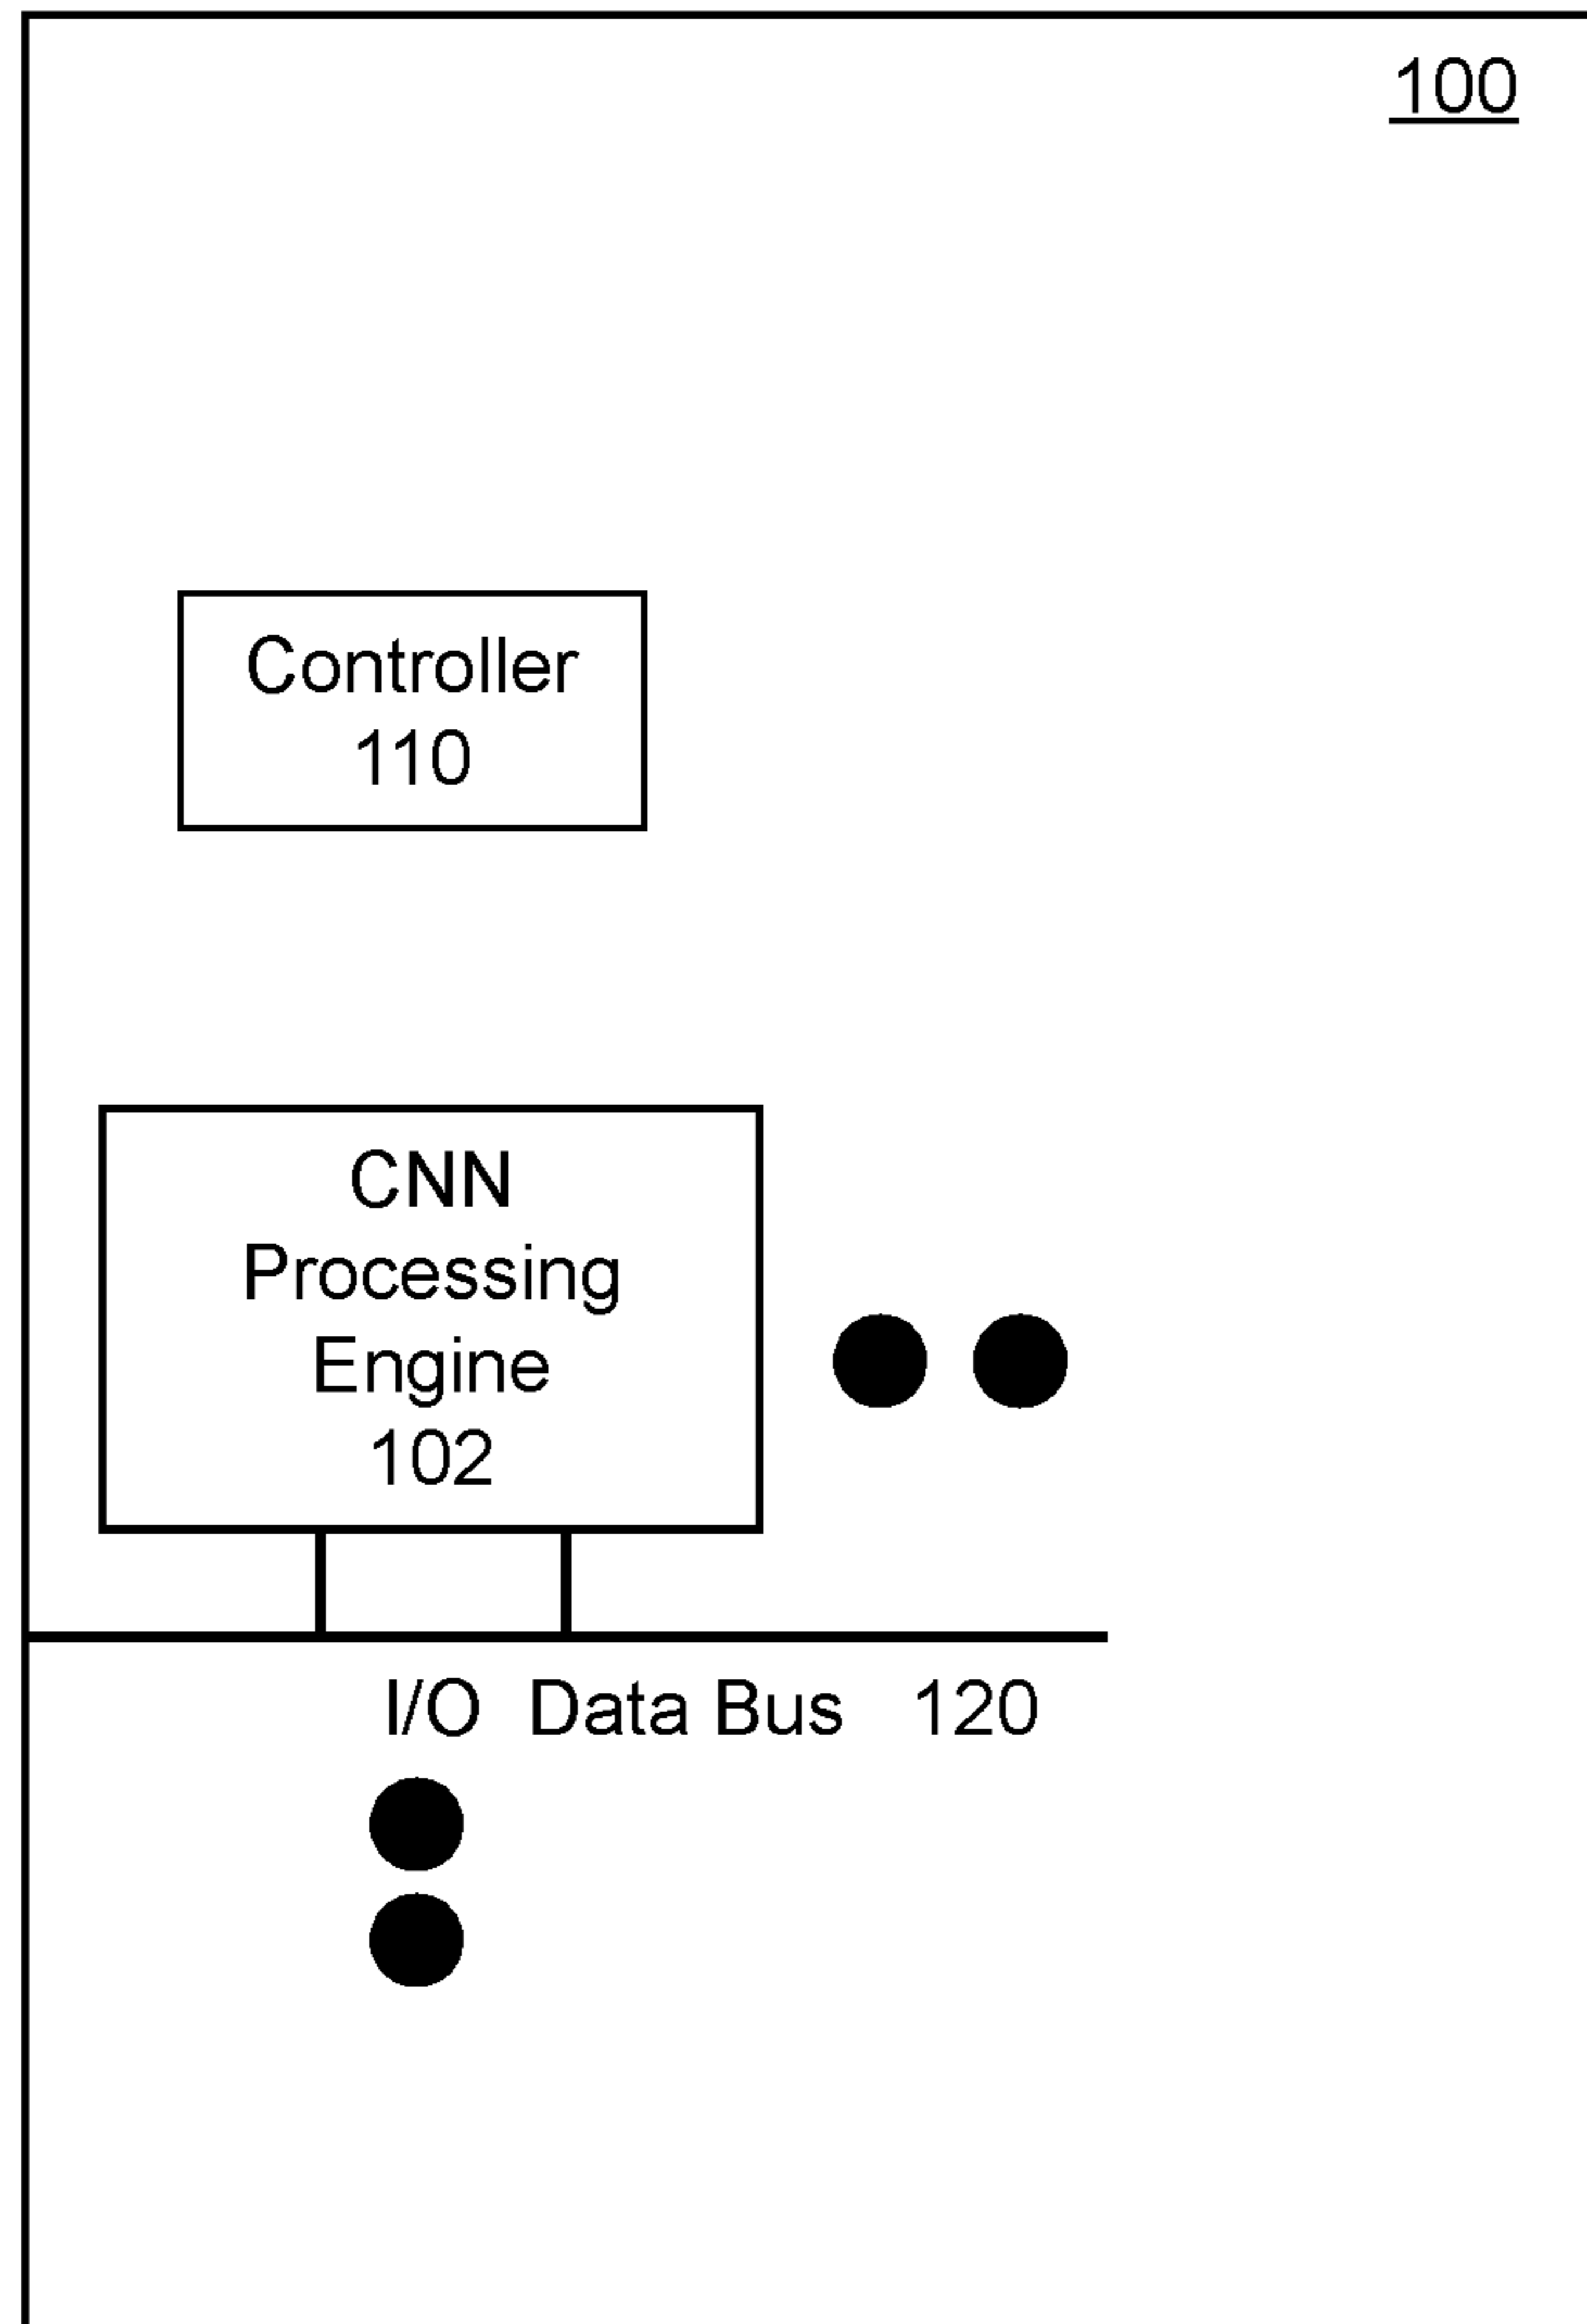 100
Controller
110
CNN
Processing
Engine
102
I/O Data Bus 120